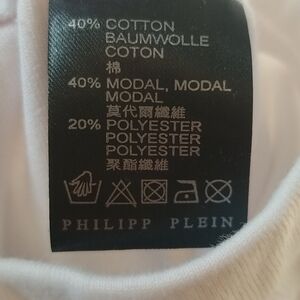 40% COTTON
BAUMWOLLE
COTON
棉
40% MODAL, MODAL
MODAL
莫代爾纖維
20% POLYESTER
POLYESTER
POLYESTER
聚酯纖維
PHILIPP PLEIN